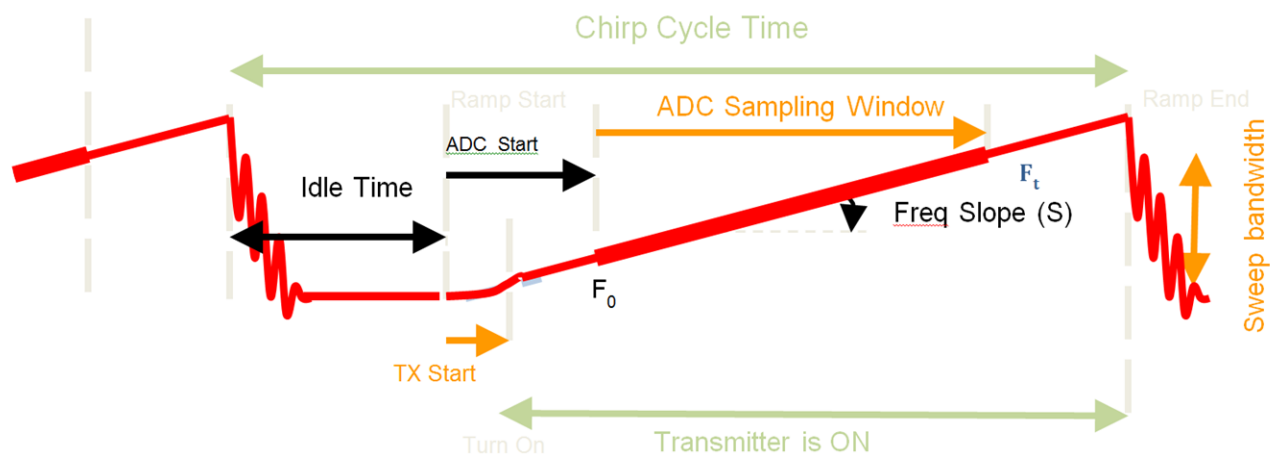 Chirp Cycle Time
Ramp Start
ADC Sampling Window
Ramp End
ADC Start
Idle Time
Fₜ
Freq Slope (S)
Sweep bandwidth
F₀
TX Start
Turn On
Transmitter is ON